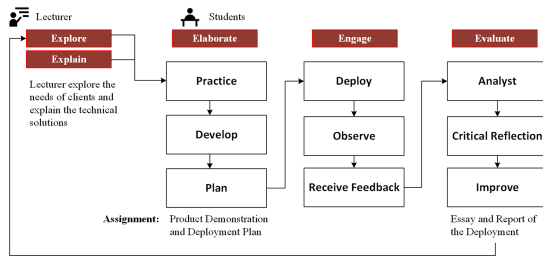 Lecturer
Students
Explore
Explain
Elaborate
Engage
Evaluate
Lecturer explore the
needs of clients and
explain the technical
solutions
Practice
Develop
Plan
Deploy
Observe
Receive Feedback
Analyst
Critical Reflection
Improve
Assignment:
Product Demonstration
and Deployment Plan
Essay and Report of
the Deployment